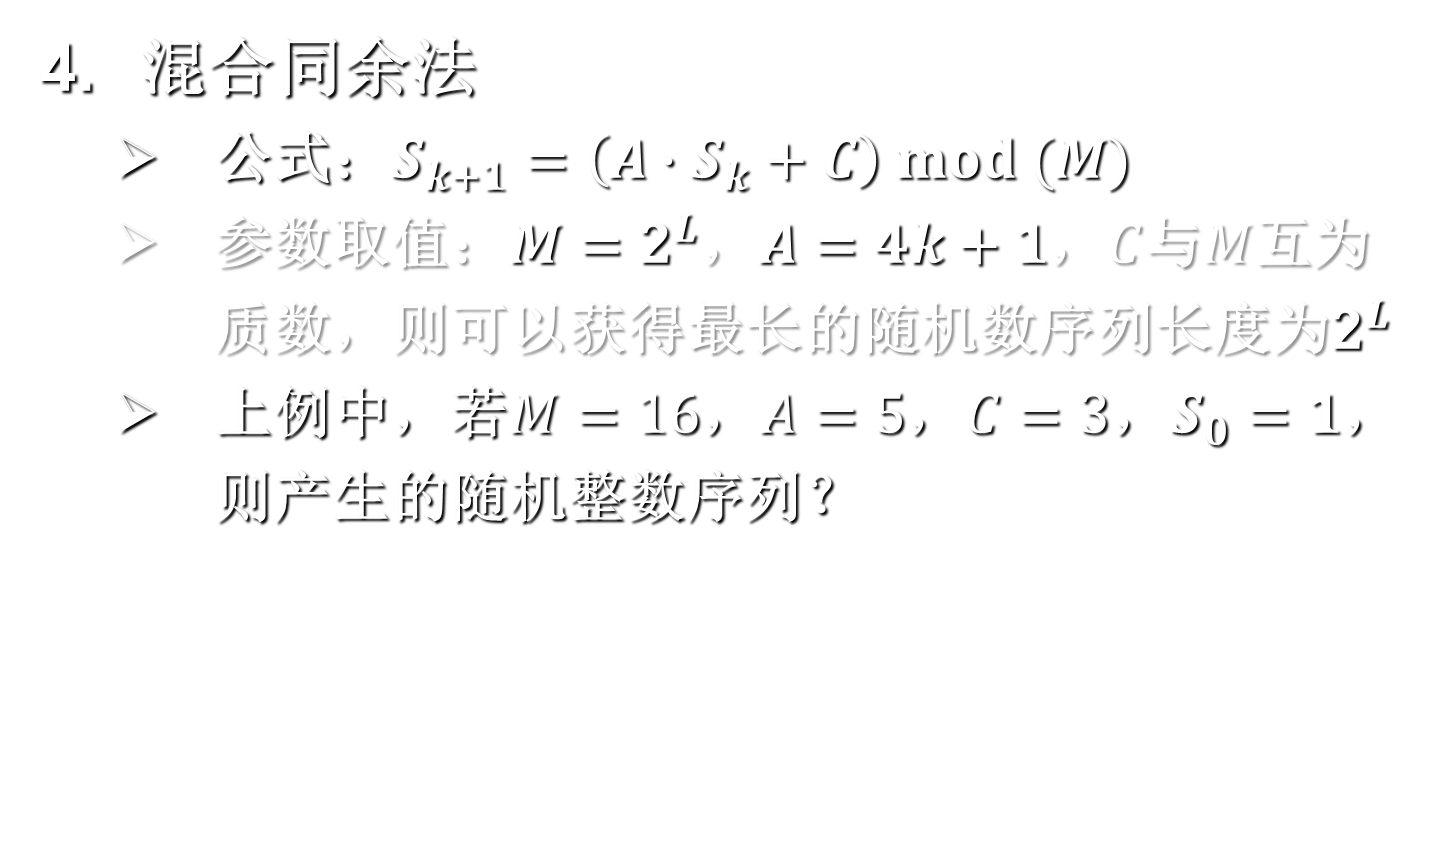 4. 混合同余法
➢ 公式：$S_{k+1} = (A \cdot S_k + C) \bmod (M)$
➢ 参数取值：$M = 2^L$，$A = 4k + 1$，$C$与$M$互为
质数，则可以获得最长的随机数序列长度为$2^L$
➢ 上例中，若$M = 16$，$A = 5$，$C = 3$，$S_0 = 1$，
则产生的随机整数序列？